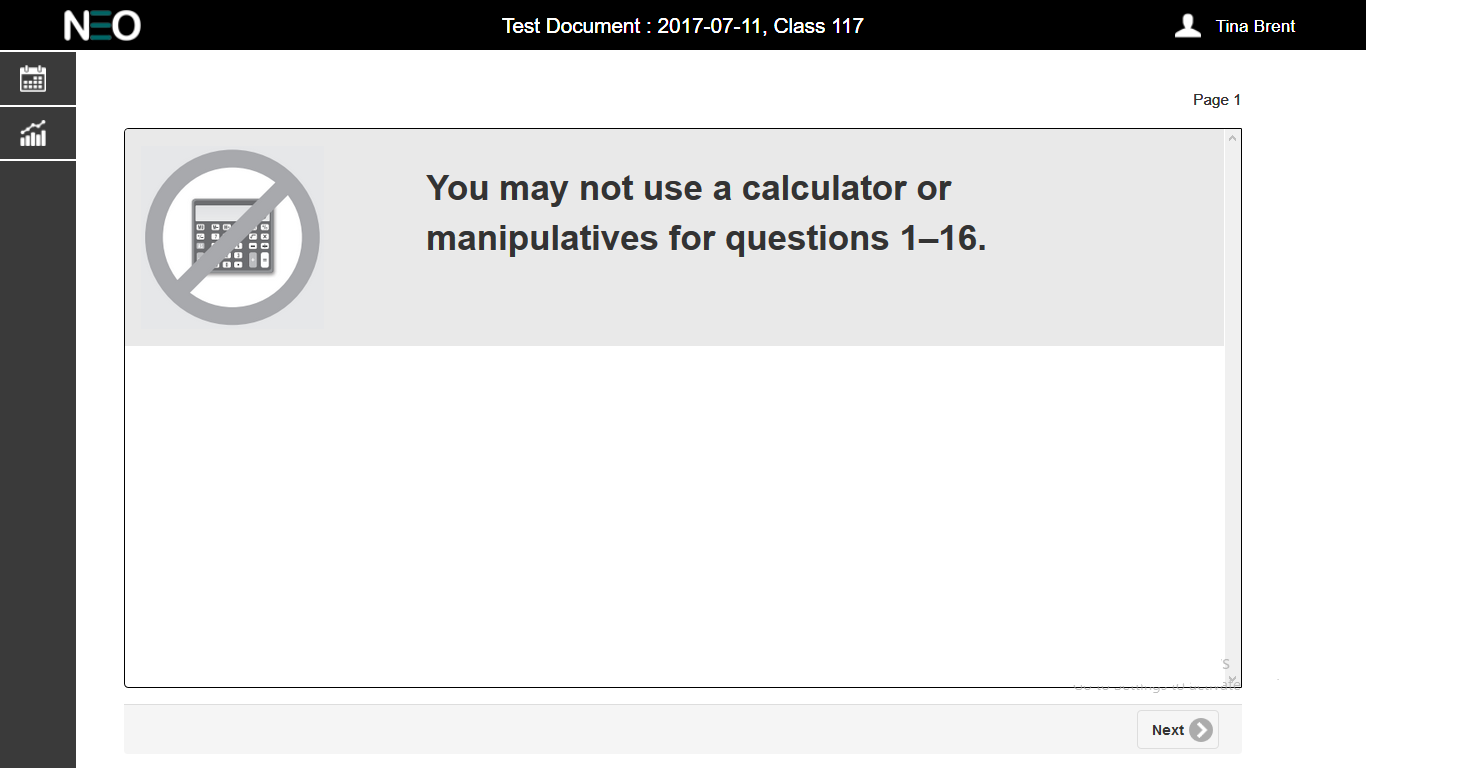 NEO
Test Document : 2017-07-11, Class 117
Tina Brent
Page 1
You may not use a calculator or
manipulatives for questions 1–16.
Next